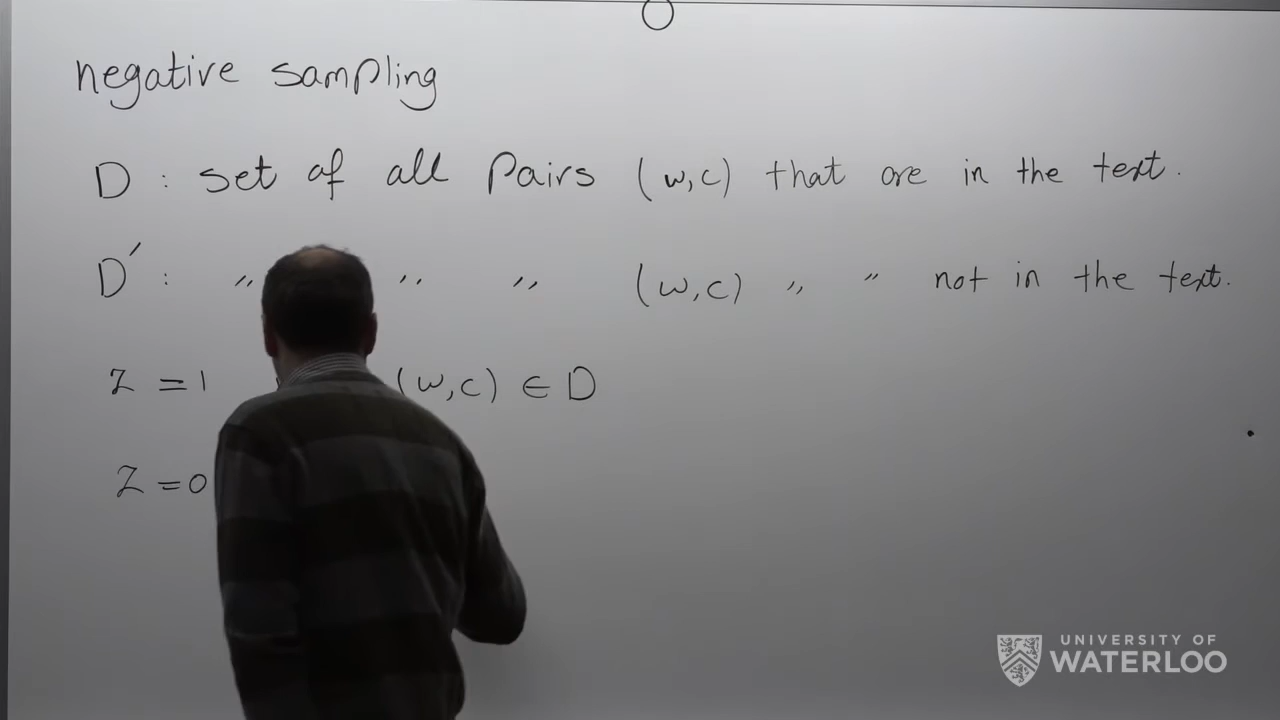 negative sampling
D : set of all pairs (w,c) that are in the text.
D′ : " " " (w,c) " " not in the text.
Z = 1 (w,c) ∈ D
Z = 0
UNIVERSITY OF
WATERLOO